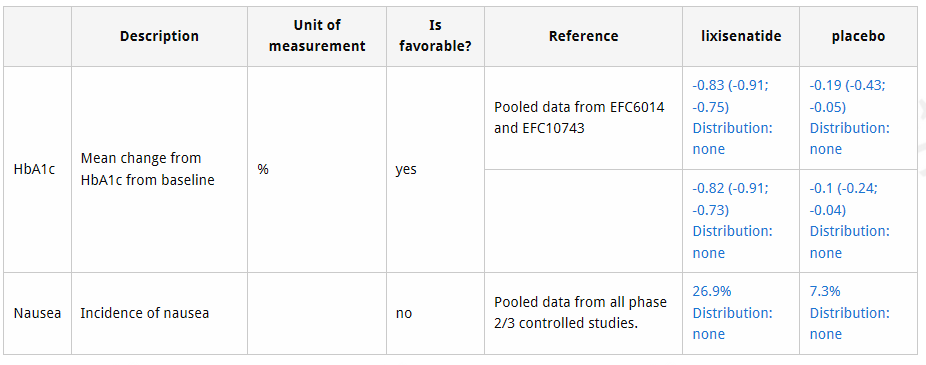 Description
Unit of
measurement
Is
favorable?
Reference
lixisenatide
placebo
HbA1c
Mean change from
HbA1c from baseline
%
yes
Pooled data from EFC6014
and EFC10743
-0.83 (-0.91;
-0.75)
Distribution:
none
-0.19 (-0.43;
-0.05)
Distribution:
none
-0.82 (-0.91;
-0.73)
Distribution:
none
-0.1 (-0.24;
-0.04)
Distribution:
none
Nausea
Incidence of nausea
no
Pooled data from all phase
2/3 controlled studies.
26.9%
Distribution:
none
7.3%
Distribution:
none